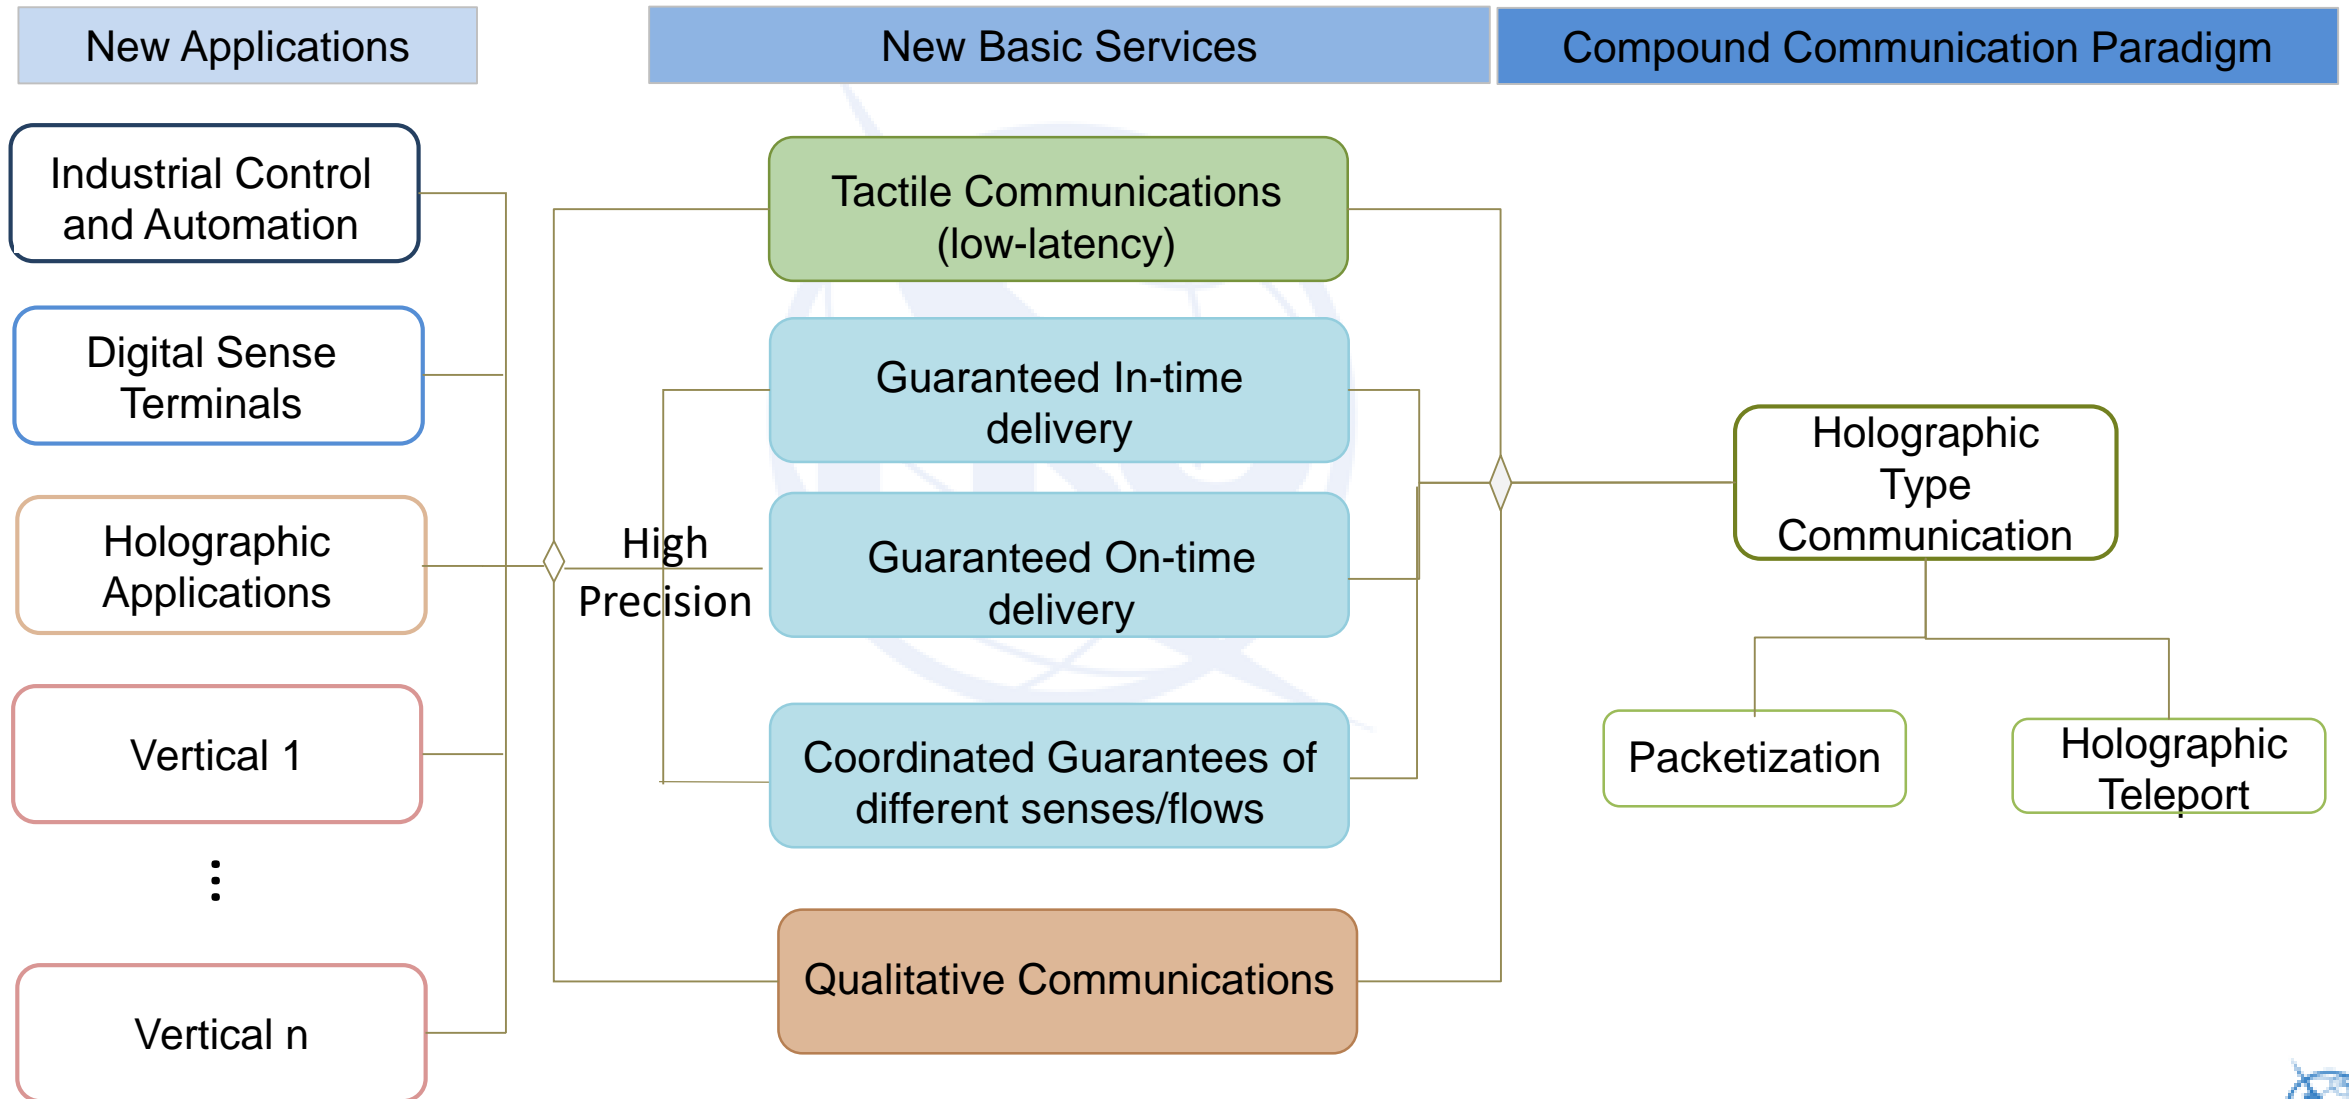 New Applications
New Basic Services
Compound Communication Paradigm
Industrial Control
and Automation
Digital Sense
Terminals
Holographic
Applications
Vertical 1
⋮
Vertical n
High
Precision
Tactile Communications
(low-latency)
Guaranteed In-time
delivery
Guaranteed On-time
delivery
Coordinated Guarantees of
different senses/flows
Qualitative Communications
Holographic
Type
Communication
Packetization
Holographic
Teleport